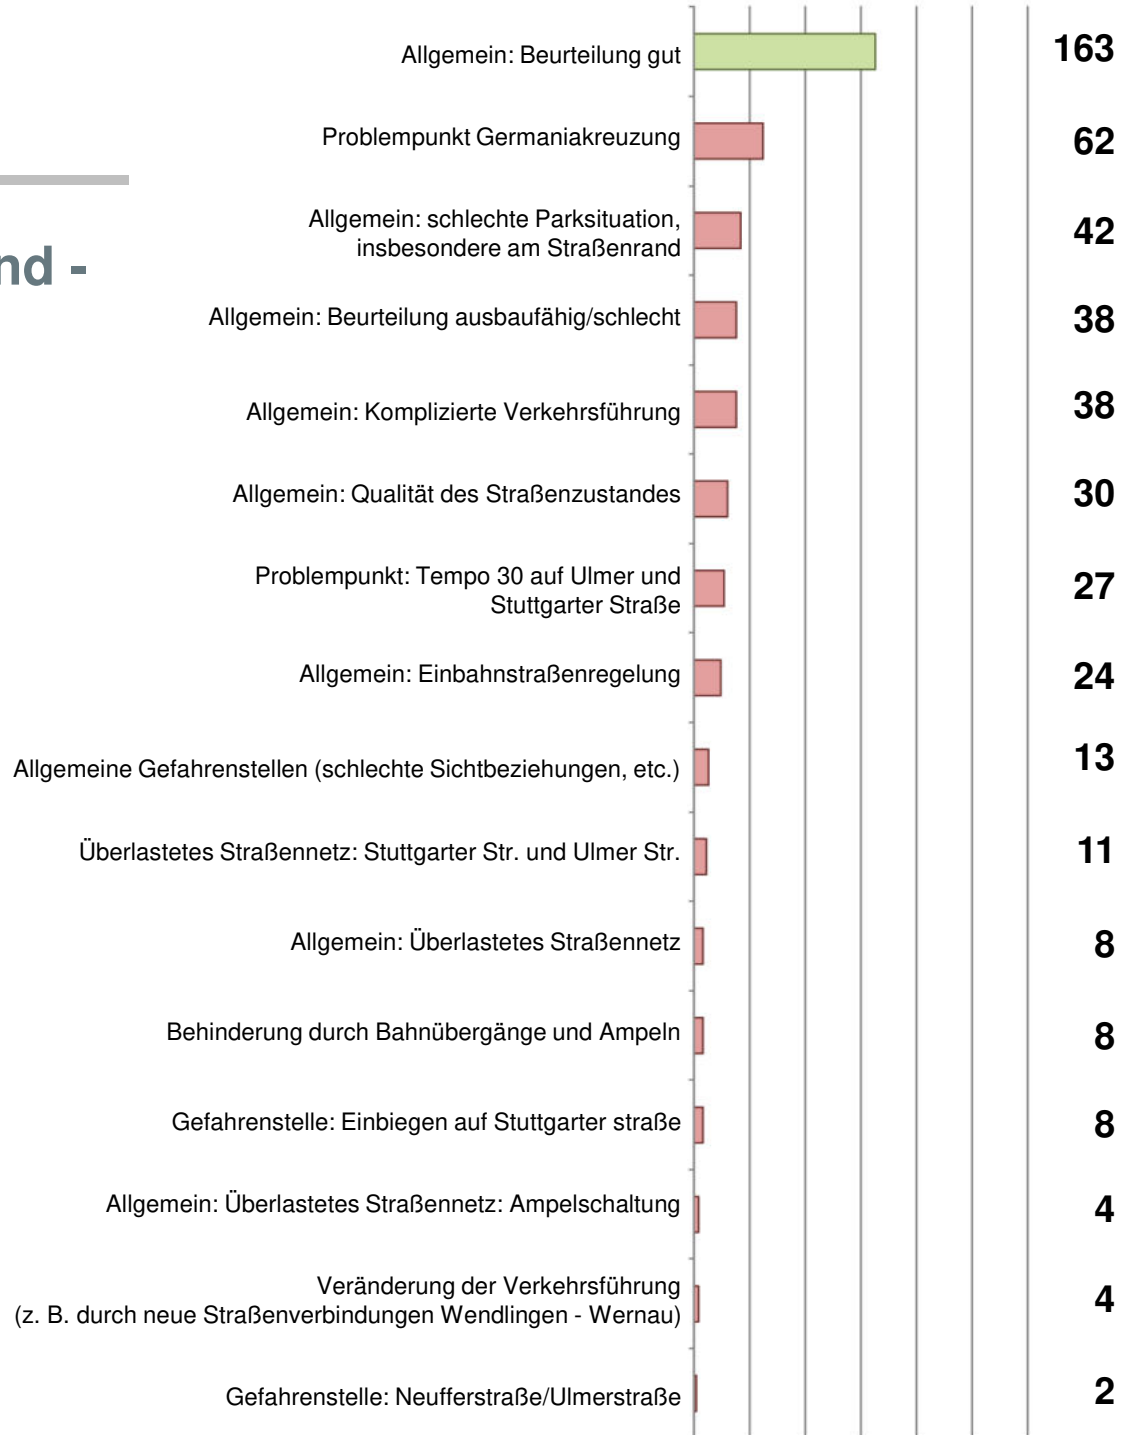 Allgemein: Beurteilung gut 163
Problempunkt Germaniakreuzung 62
nd -
Allgemein: schlechte Parksituation,
insbesondere am Straßenrand 42
Allgemein: Beurteilung ausbaufähig/schlecht 38
Allgemein: Komplizierte Verkehrsführung 38
Allgemein: Qualität des Straßenzustandes 30
Problempunkt: Tempo 30 auf Ulmer und
Stuttgarter Straße 27
Allgemein: Einbahnstraßenregelung 24
Allgemeine Gefahrenstellen (schlechte Sichtbeziehungen, etc.) 13
Überlastetes Straßennetz: Stuttgarter Str. und Ulmer Str. 11
Allgemein: Überlastetes Straßennetz 8
Behinderung durch Bahnübergänge und Ampeln 8
Gefahrenstelle: Einbiegen auf Stuttgarter straße 8
Allgemein: Überlastetes Straßennetz: Ampelschaltung 4
Veränderung der Verkehrsführung
(z. B. durch neue Straßenverbindungen Wendlingen - Wernau) 4
Gefahrenstelle: Neufferstraße/Ulmerstraße 2